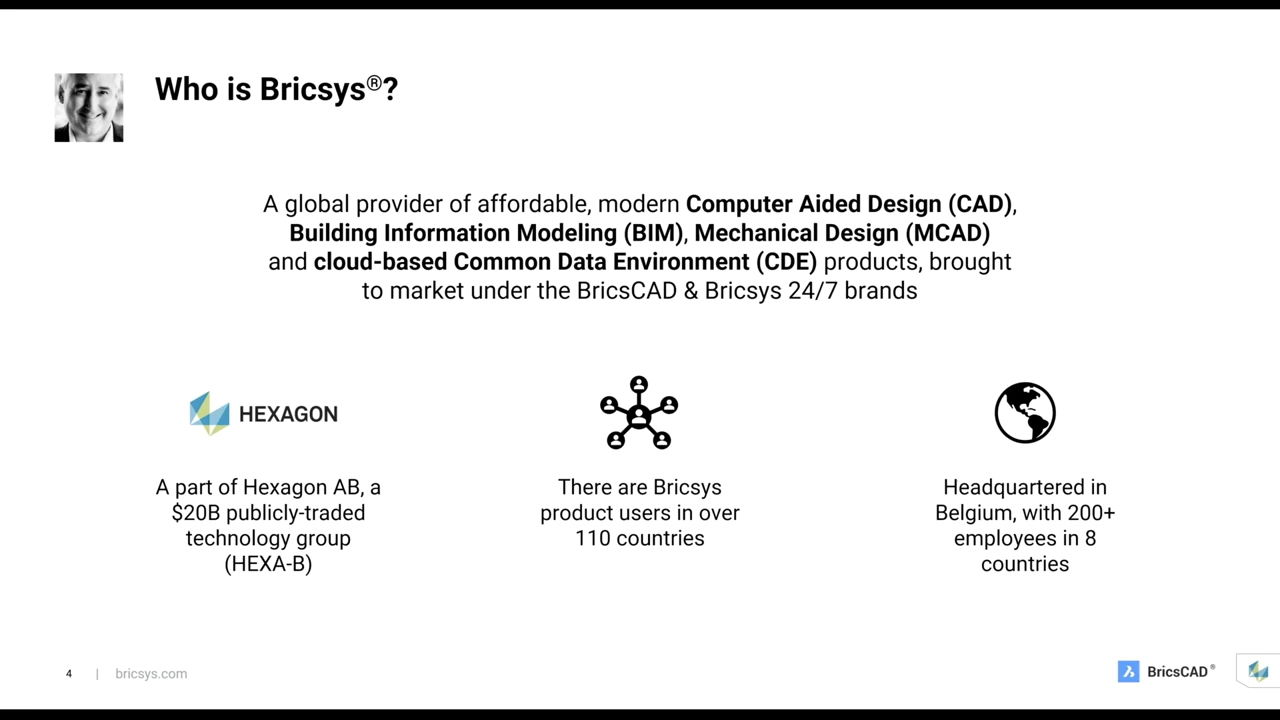 Who is Bricsys®?
A global provider of affordable, modern Computer Aided Design (CAD),
Building Information Modeling (BIM), Mechanical Design (MCAD)
and cloud-based Common Data Environment (CDE) products, brought
to market under the BricsCAD & Bricsys 24/7 brands
HEXAGON
A part of Hexagon AB, a
$20B publicly-traded
technology group
(HEXA-B)
There are Bricsys
product users in over
110 countries
Headquartered in
Belgium, with 200+
employees in 8
countries
4 | bricsys.com
BricsCAD®